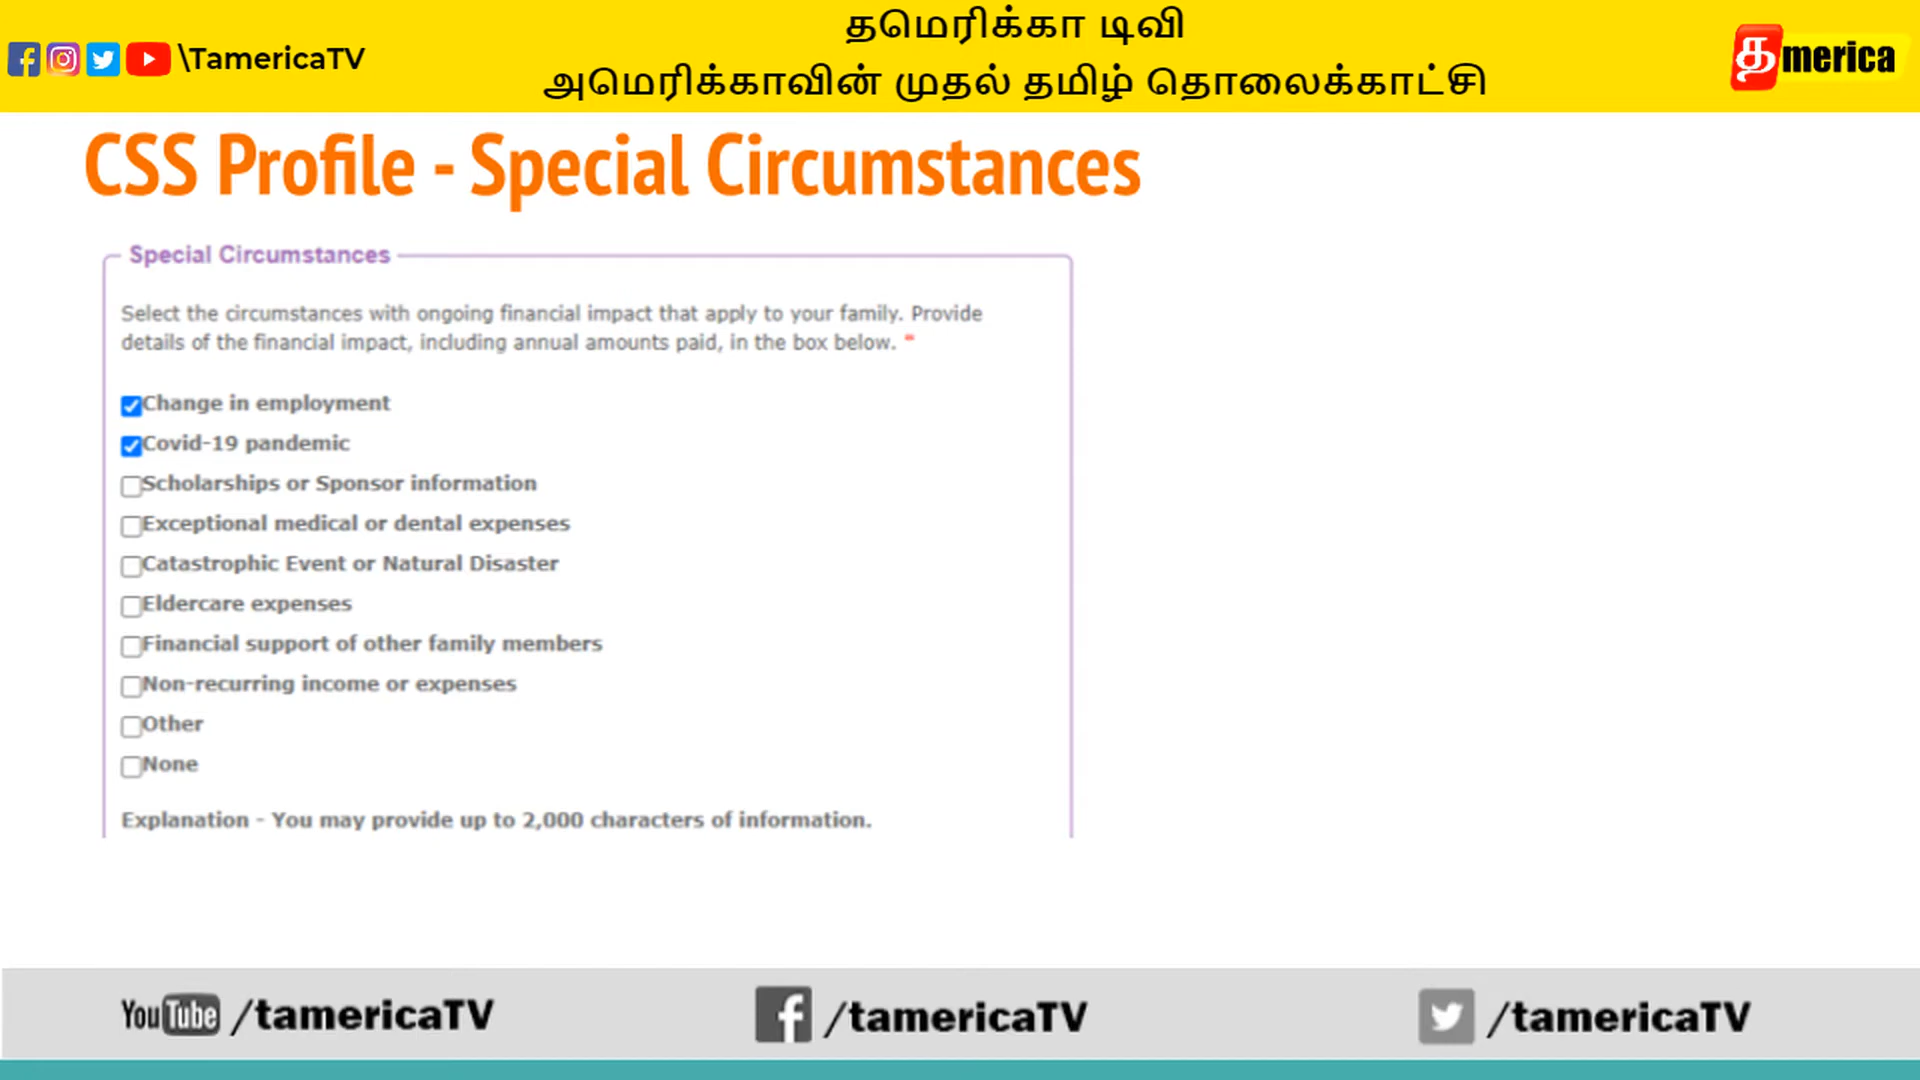 \TamericaTV
தமெரிக்கா டிவி
அமெரிக்காவின் முதல் தமிழ் தொலைக்காட்சி
தmerica
CSS Profile - Special Circumstances
Special Circumstances
Select the circumstances with ongoing financial impact that apply to your family. Provide
details of the financial impact, including annual amounts paid, in the box below. *
Change in employment
Covid-19 pandemic
Scholarships or Sponsor information
Exceptional medical or dental expenses
Catastrophic Event or Natural Disaster
Eldercare expenses
Financial support of other family members
Non-recurring income or expenses
Other
None
Explanation - You may provide up to 2,000 characters of information.
YouTube /tamericaTV
f /tamericaTV
/tamericaTV